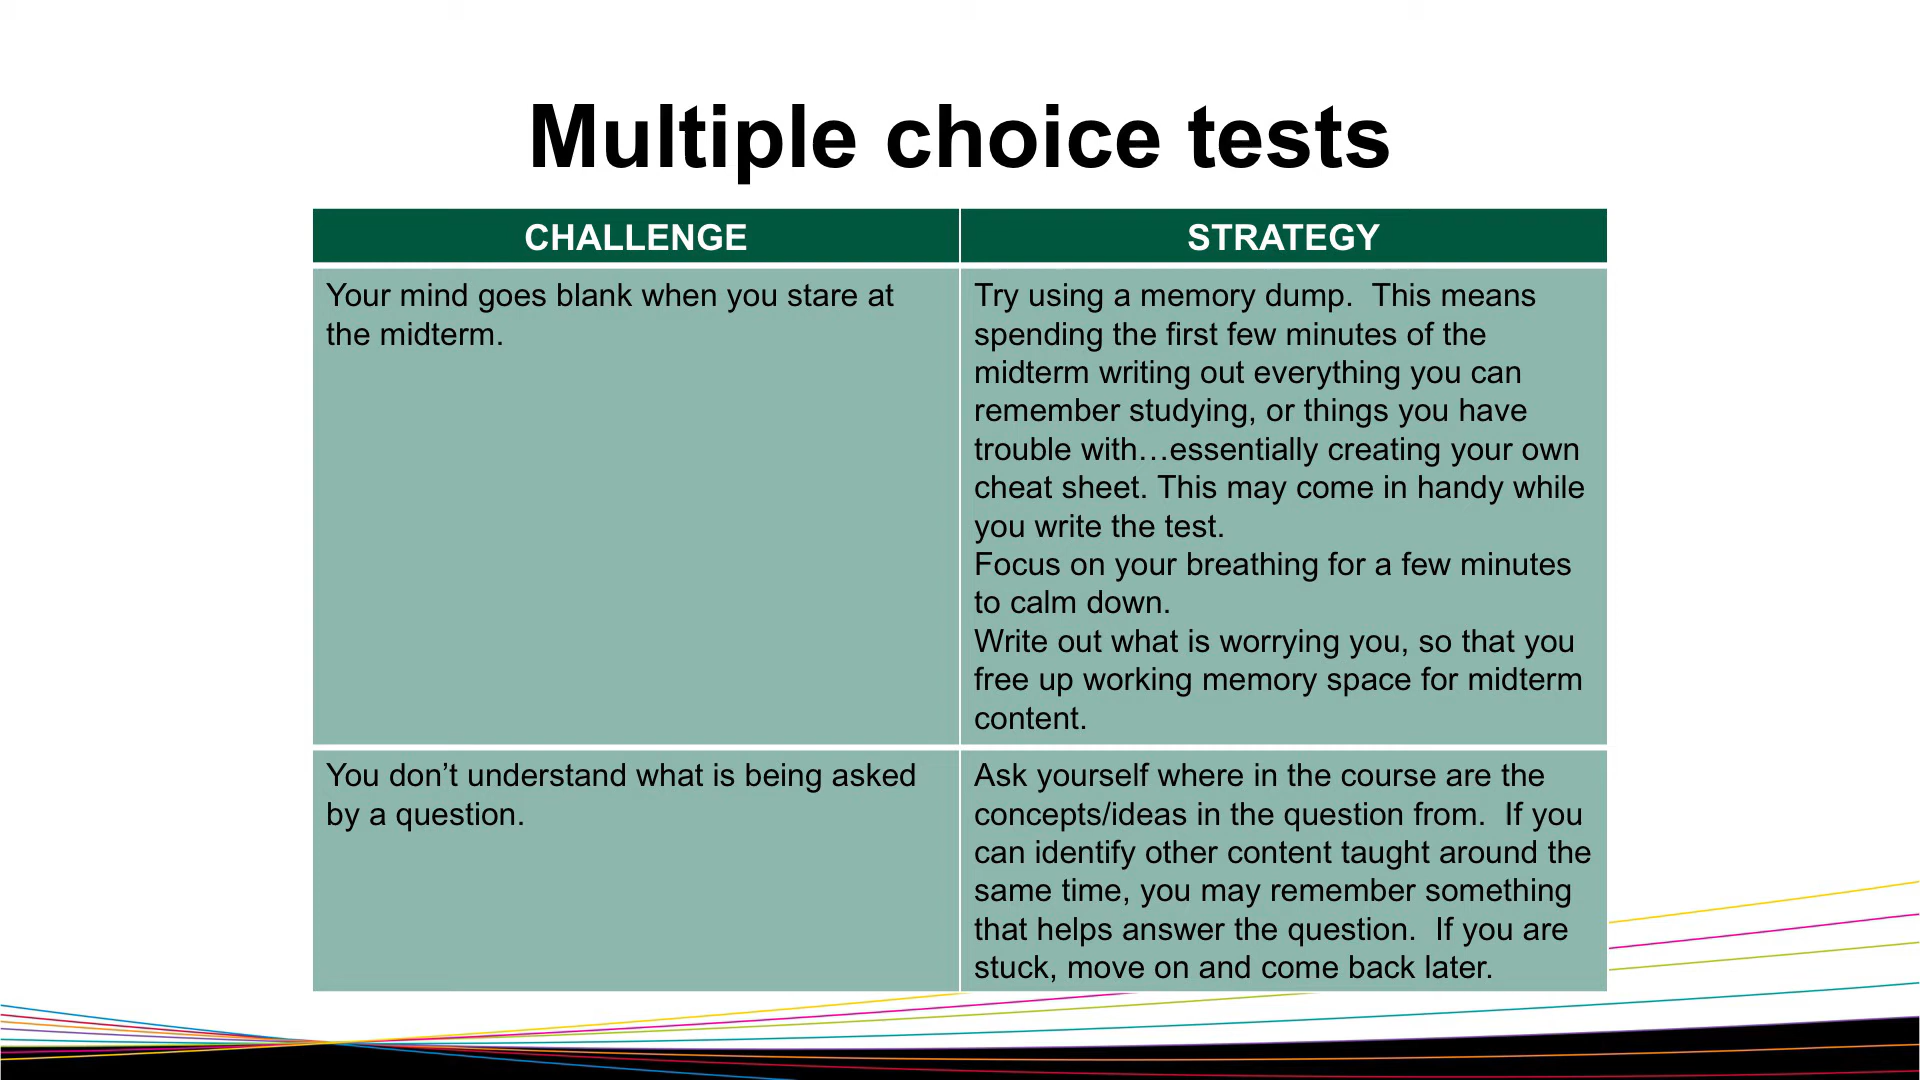 Multiple choice tests
CHALLENGE
STRATEGY
Your mind goes blank when you stare at
the midterm.
Try using a memory dump.  This means
spending the first few minutes of the
midterm writing out everything you can
remember studying, or things you have
trouble with…essentially creating your own
cheat sheet. This may come in handy while
you write the test.
Focus on your breathing for a few minutes
to calm down.
Write out what is worrying you, so that you
free up working memory space for midterm
content.
You don’t understand what is being asked
by a question.
Ask yourself where in the course are the
concepts/ideas in the question from.  If you
can identify other content taught around the
same time, you may remember something
that helps answer the question.  If you are
stuck, move on and come back later.